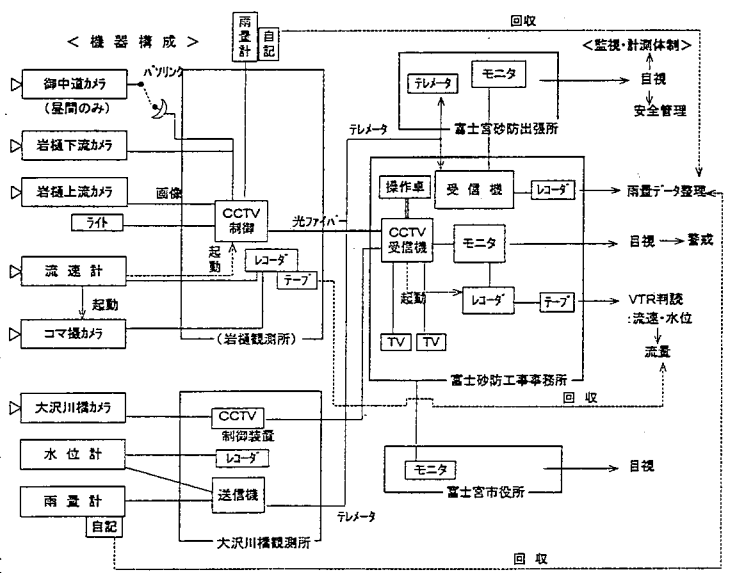 回収
雨量計
自記
＜ 機 器 構 成 ＞
＜監視・計測体制＞
御中道カメラ
(昼間のみ)
パソリンク
テレメータ
モニタ
目視
安全管理
富士宮砂防出張所
テレメータ
岩樋下流カメラ
岩樋上流カメラ
画像
ライト
CCTV
制御
光ファイバー
操作卓
受 信 機
レコーダ
雨量データ整理
CCTV
受信機
モニタ
目視
警戒
起動
レコーダ
テープ
流 速 計
起動
コマ撮カメラ
(岩樋観測所)
起動
レコーダ
テープ
VTR判読
:流速・水位
流量
TV
TV
富士砂防工事事務所
回 収
大沢川橋カメラ
CCTV
制御装置
水 位 計
レコーダ
モニタ
目視
富士宮市役所
雨 量 計
自記
送信機
テレメータ
大沢川橋観測所
回 収